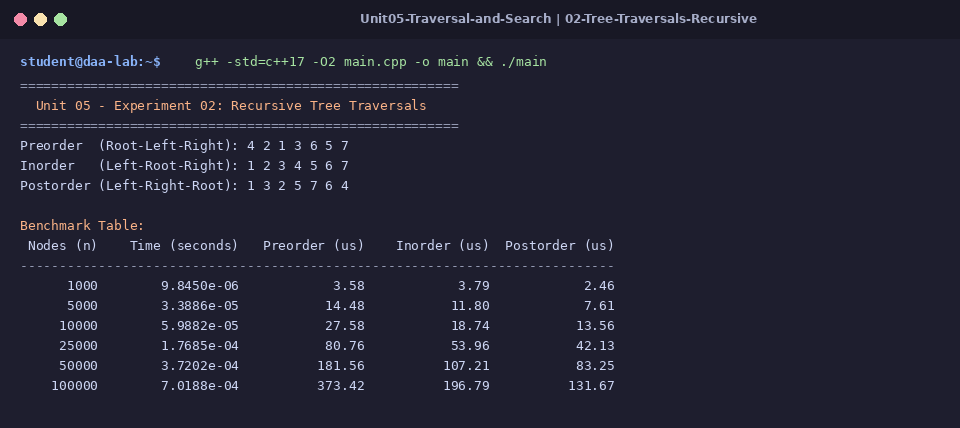 Unit05-Traversal-and-Search | 02-Tree-Traversals-Recursive
student@daa-lab:~$ g++ -std=c++17 -O2 main.cpp -o main && ./main
========================================================
  Unit 05 - Experiment 02: Recursive Tree Traversals
========================================================
Preorder  (Root-Left-Right): 4 2 1 3 6 5 7
Inorder   (Left-Root-Right): 1 2 3 4 5 6 7
Postorder (Left-Right-Root): 1 3 2 5 7 6 4
Benchmark Table:
 Nodes (n)    Time (seconds)   Preorder (us)    Inorder (us)  Postorder (us)
----------------------------------------------------------------------------
      1000        9.8450e-06            3.58            3.79            2.46
      5000        3.3886e-05           14.48           11.80            7.61
     10000        5.9882e-05           27.58           18.74           13.56
     25000        1.7685e-04           80.76           53.96           42.13
     50000        3.7202e-04          181.56          107.21           83.25
    100000        7.0188e-04          373.42          196.79          131.67